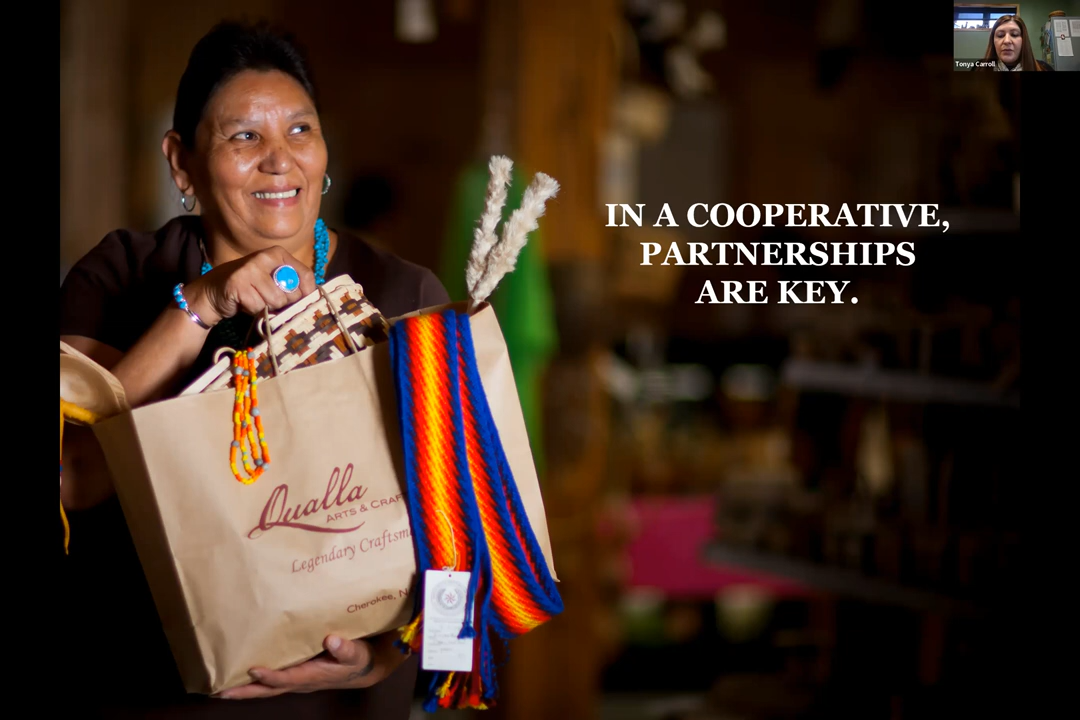 Tonya Carroll
IN A COOPERATIVE,
PARTNERSHIPS
ARE KEY.
Qualla
ARTS & CRAF
Legendary Craftsm
Cherokee, N